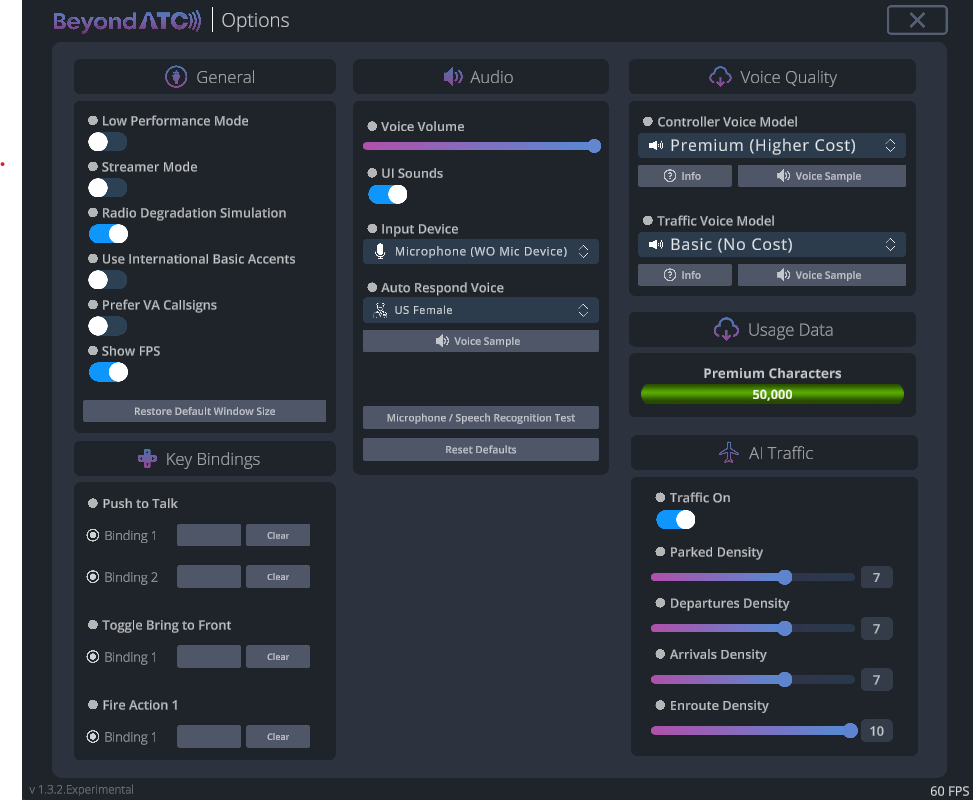 BeyondATC Options
General
Low Performance Mode
Streamer Mode
Radio Degradation Simulation
Use International Basic Accents
Prefer VA Callsigns
Show FPS
Restore Default Window Size
Key Bindings
Push to Talk
Binding 1 Clear
Binding 2 Clear
Toggle Bring to Front
Binding 1 Clear
Fire Action 1
Binding 1 Clear
Audio
Voice Volume
UI Sounds
Input Device
Microphone (WO Mic Device)
Auto Respond Voice
US Female
Voice Sample
Microphone / Speech Recognition Test
Reset Defaults
Voice Quality
Controller Voice Model
Premium (Higher Cost)
Info Voice Sample
Traffic Voice Model
Basic (No Cost)
Info Voice Sample
Usage Data
Premium Characters
50,000
AI Traffic
Traffic On
Parked Density
7
Departures Density
7
Arrivals Density
7
Enroute Density
10
v 1.3.2.Experimental
60 FPS